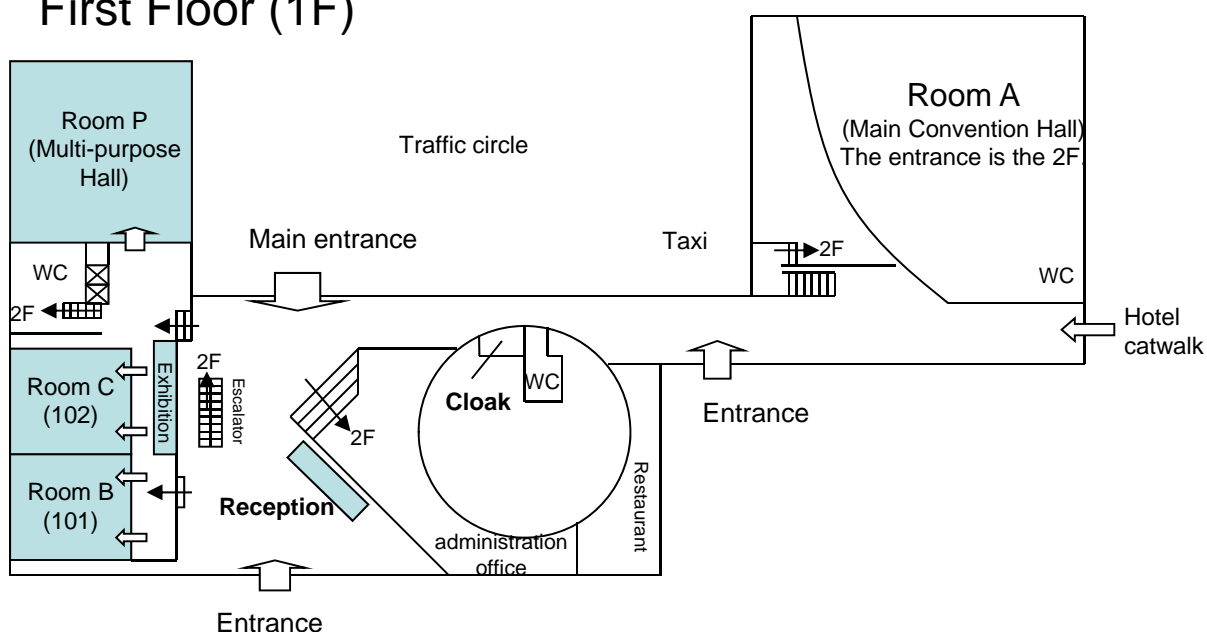 First Floor (1F)
Room P
(Multi-purpose
Hall)
Traffic circle
Room A
(Main Convention Hall)
The entrance is the 2F.
Main entrance
Taxi
2F
WC
WC
2F
Hotel
catwalk
2F
Room C
(102)
Exhibition
Escalator
Cloak
WC
Entrance
2F
Room B
(101)
Reception
Restaurant
administration
office
Entrance